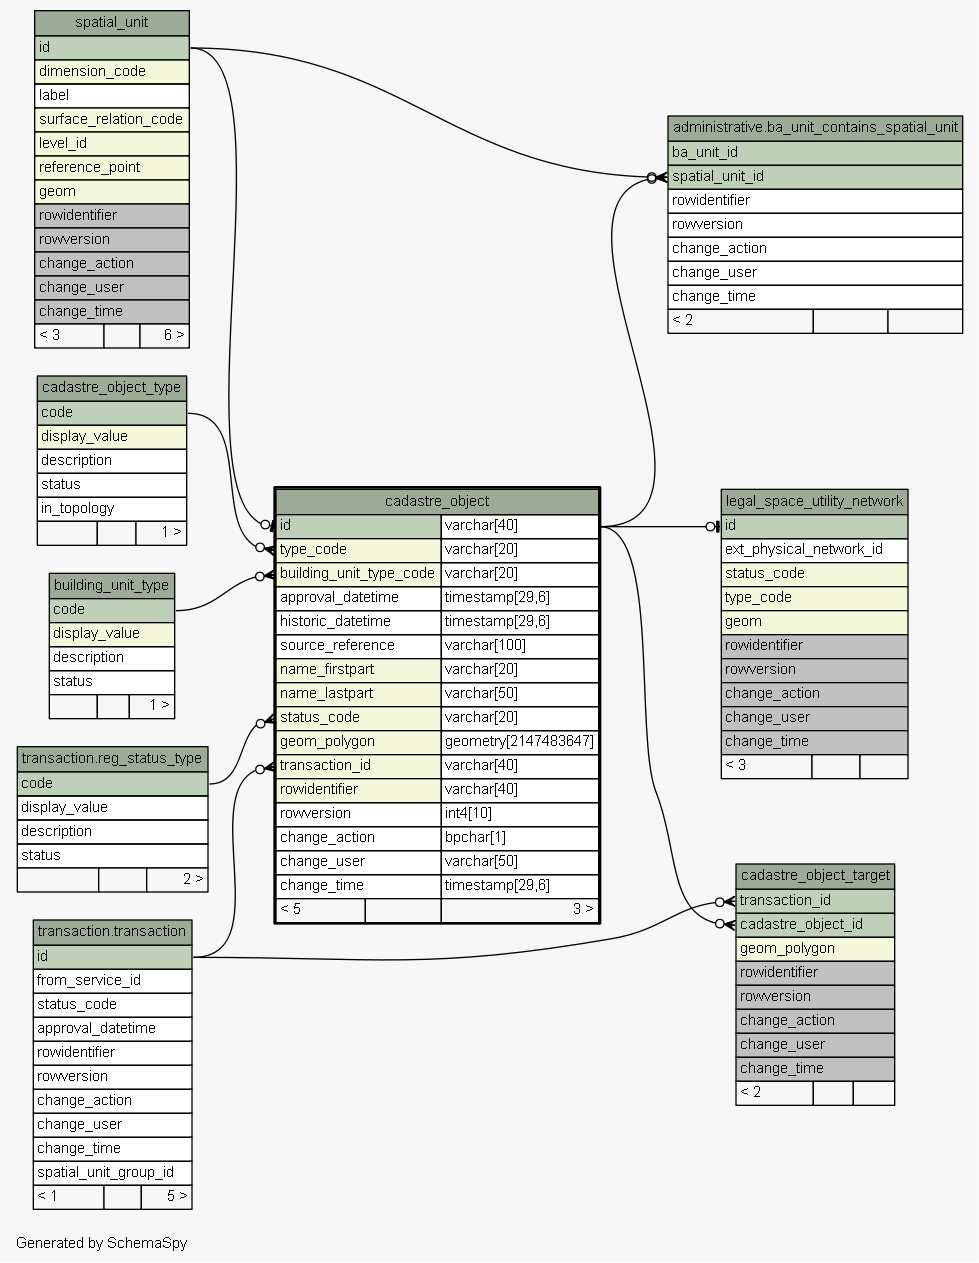 spatial_unit
id
dimension_code
label
surface_relation_code
level_id
reference_point
geom
rowidentifier
rowversion
change_action
change_user
change_time
< 3 6 >
administrative.ba_unit_contains_spatial_unit
ba_unit_id
spatial_unit_id
rowidentifier
rowversion
change_action
change_user
change_time
< 2
cadastre_object_type
code
display_value
description
status
in_topology
1 >
building_unit_type
code
display_value
description
status
1 >
transaction.reg_status_type
code
display_value
description
status
2 >
transaction.transaction
id
from_service_id
status_code
approval_datetime
rowidentifier
rowversion
change_action
change_user
change_time
spatial_unit_group_id
< 1 5 >
cadastre_object
id varchar[40]
type_code varchar[20]
building_unit_type_code varchar[20]
approval_datetime timestamp[29,6]
historic_datetime timestamp[29,6]
source_reference varchar[100]
name_firstpart varchar[20]
name_lastpart varchar[50]
status_code varchar[20]
geom_polygon geometry[2147483647]
transaction_id varchar[40]
rowidentifier varchar[40]
rowversion int4[10]
change_action bpchar[1]
change_user varchar[50]
change_time timestamp[29,6]
< 5 3 >
legal_space_utility_network
id
ext_physical_network_id
status_code
type_code
geom
rowidentifier
rowversion
change_action
change_user
change_time
< 3
cadastre_object_target
transaction_id
cadastre_object_id
geom_polygon
rowidentifier
rowversion
change_action
change_user
change_time
< 2
Generated by SchemaSpy